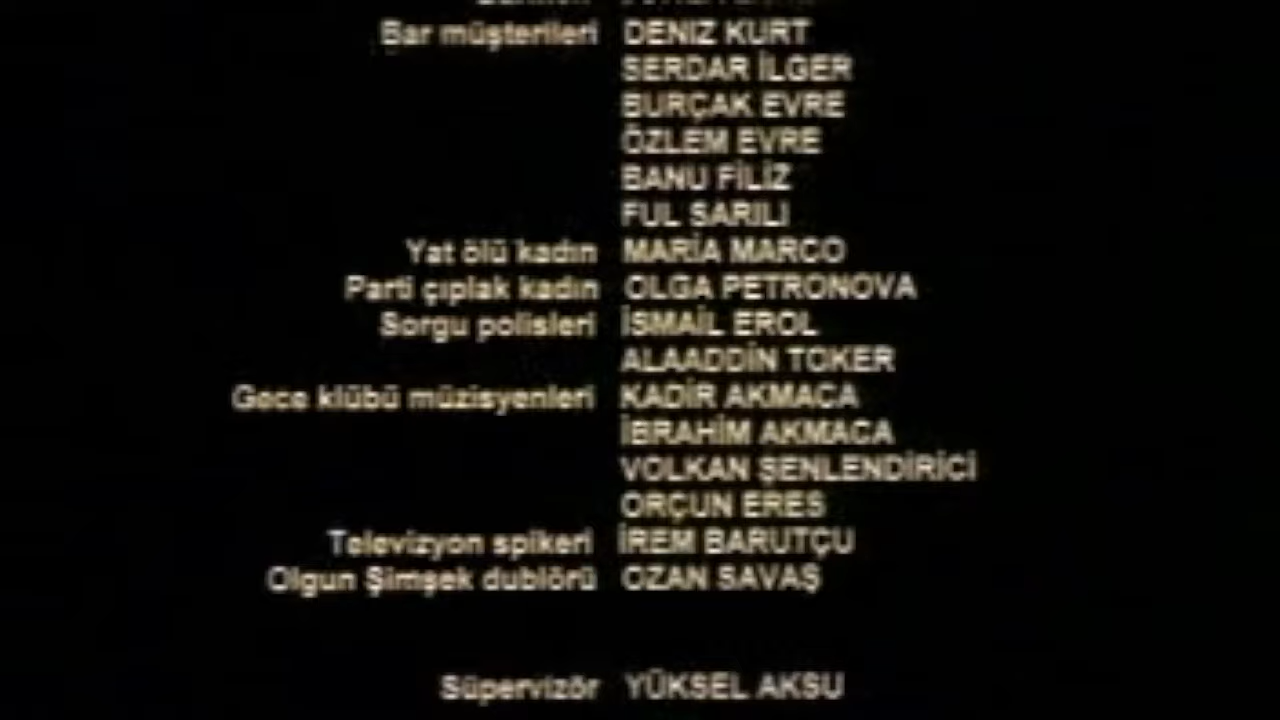 Bar müşterileri DENIZ KURT
SERDAR İLGER
BURÇAK EVRE
ÖZLEM EVRE
BANU FİLİZ
FUL SARILI
Yat ölü kadın MARİA MARCO
Parti çıplak kadın OLGA PETRONOVA
Sorgu polisleri İSMAİL EROL
ALAADDİN TOKER
Gece klübü müzisyenleri KADİR AKMACA
İBRAHİM AKMACA
VOLKAN ŞENLENDİRİCİ
ORÇUN ERES
Televizyon spikeri İREM BARUTÇU
Olgun Şimşek dublörü OZAN SAVAŞ
Süpervizör YÜKSEL AKSU